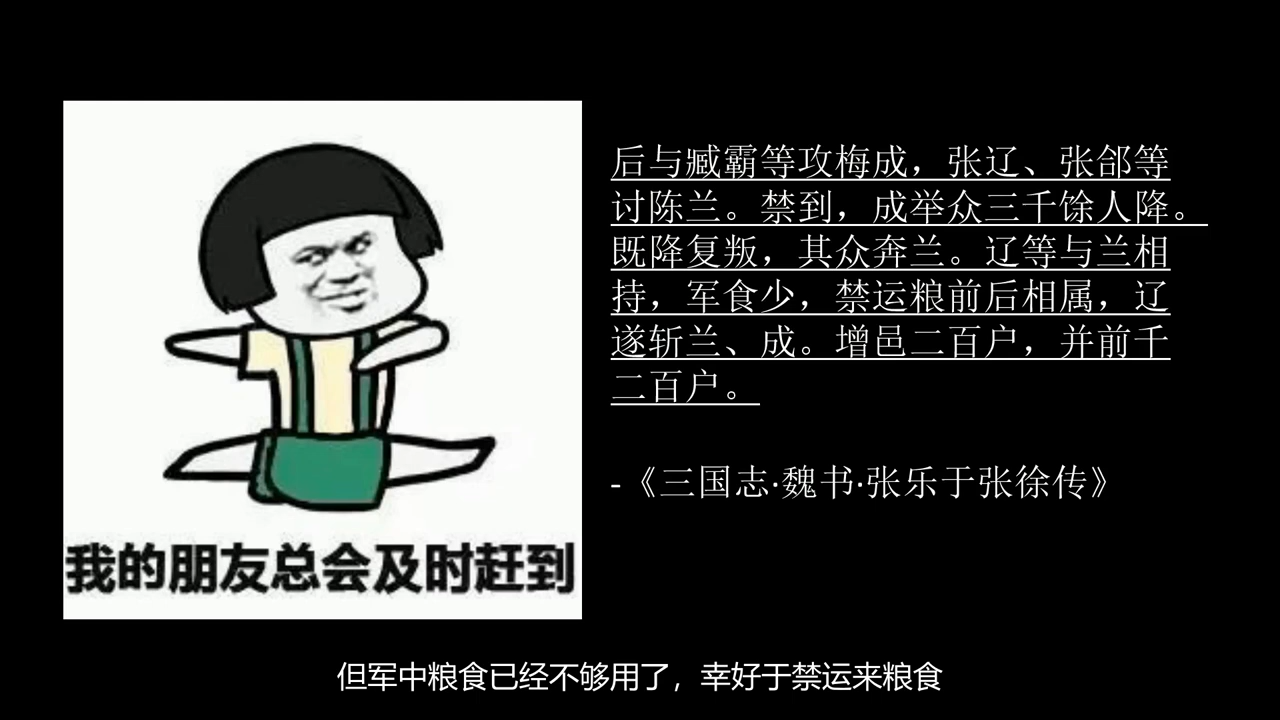 后与臧霸等攻梅成，张辽、张郃等
讨陈兰。禁到，成举众三千馀人降。
既降复叛，其众奔兰。辽等与兰相
持，军食少，禁运粮前后相属，辽
遂斩兰、成。增邑二百户，并前千
二百户。
-《三国志·魏书·张乐于张徐传》
我的朋友总会及时赶到
但军中粮食已经不够用了，幸好于禁运来粮食